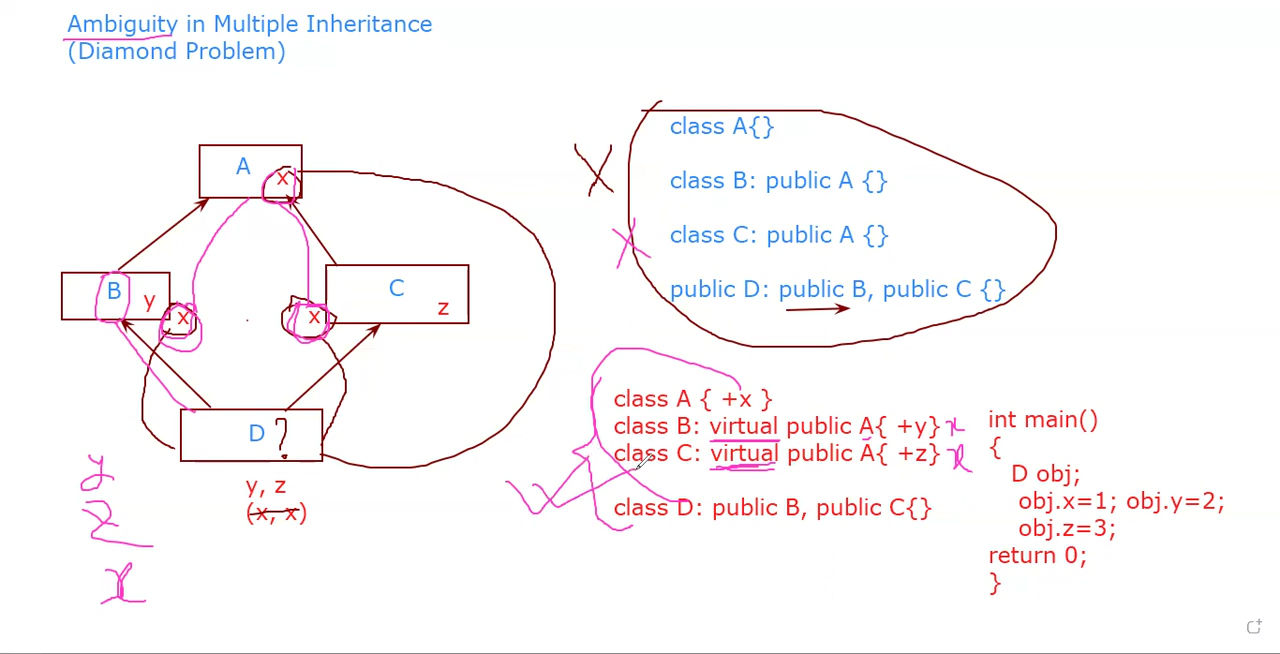 Ambiguity in Multiple Inheritance
(Diamond Problem)
A
x
B
y
x
C
z
x
D ?
y, z
(x, x)
y
z
x
X
X
class A{}
class B: public A {}
class C: public A {}
public D: public B, public C {}
class A { +x }
class B: virtual public A{ +y} x
class C: virtual public A{ +z} x
class D: public B, public C{}
int main()
{
D obj;
obj.x=1; obj.y=2;
obj.z=3;
return 0;
}